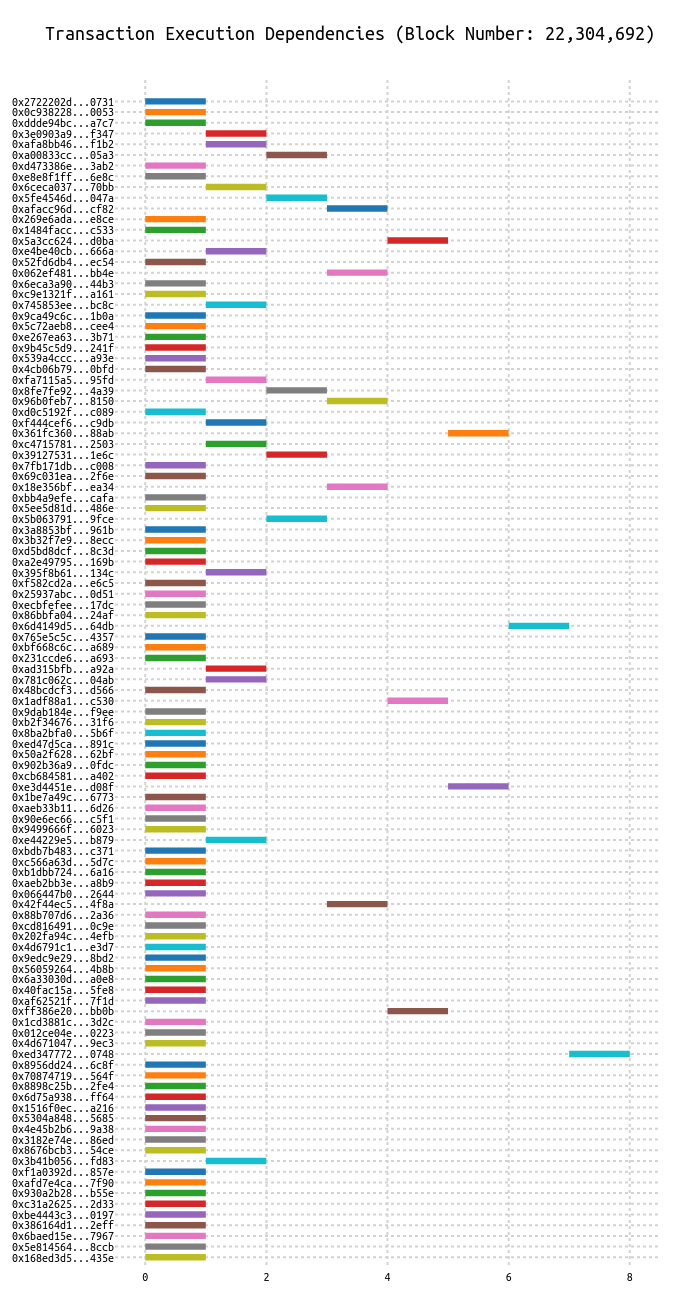 Transaction Execution Dependencies (Block Number: 22,304,692)
0x2722202d...0731
0x0c938228...0053
0xddde94bc...a7c7
0x3e0903a9...f347
0xafa8bb46...f1b2
0xa00833cc...05a3
0xd473386e...3ab2
0xe8e8f1ff...6e8c
0x6ceca037...70bb
0x5fe4546d...047a
0xafacc96d...cf82
0x269e6ada...e8ce
0x1484facc...c533
0x5a3cc624...d0ba
0xe4be40cb...666a
0x52fd6db4...ec54
0x062ef481...bb4e
0x6eca3a90...44b3
0xc9e1321f...a161
0x745853ee...bc8c
0x9ca49c6c...1b0a
0x5c72aeb8...cee4
0xe267ea63...3b71
0x9b45c5d9...241f
0x539a4ccc...a93e
0x4cb06b79...0bfd
0xfa7115a5...95fd
0x8fe7fe92...4a39
0x96b0feb7...8150
0xd0c5192f...c089
0xf444cef6...c9db
0x361fc360...88ab
0xc4715781...2503
0x39127531...1e6c
0x7fb171db...c008
0x69c031ea...2f6e
0x18e356bf...ea34
0xbb4a9efe...cafa
0x5ee5d81d...486e
0x5b063791...9fce
0x3a8853bf...961b
0x3b32f7e9...8ecc
0xd5bd8dcf...8c3d
0xa2e49795...169b
0x395f8b61...134c
0xf582cd2a...e6c5
0x25937abc...0d51
0xecbfefee...17dc
0x86bbfa04...24af
0x6d4149d5...64db
0x765e5c5c...4357
0xbf668c6c...a689
0x231ccde6...a693
0xad315bfb...a92a
0x781c062c...04ab
0x48bcdcf3...d566
0x1adf88a1...c530
0x9dab184e...f9ee
0xb2f34676...31f6
0x8ba2bfa0...5b6f
0xed47d5ca...891c
0x50a2f628...62bf
0x902b36a9...0fdc
0xcb684581...a402
0xe3d4451e...d08f
0x1be7a49c...6773
0xaeb33b11...6d26
0x90e6ec66...c5f1
0x9499666f...6023
0xe44229e5...b879
0xbdb7b483...c371
0xc566a63d...5d7c
0xb1dbb724...6a16
0xaeb2bb3e...a8b9
0x066447b0...2644
0x42f44ec5...4f8a
0x88b707d6...2a36
0xcd816491...0c9e
0x202fa94c...4efb
0x4d6791c1...e3d7
0x9edc9e29...8bd2
0x56059264...4b8b
0x6a33030d...a0e8
0x40fac15a...5fe8
0xaf62521f...7f1d
0xff386e20...bb0b
0x1cd3881c...3d2c
0x012ce04e...0223
0x4d671047...9ec3
0xed347772...0748
0x8956dd24...6c8f
0x70874719...564f
0x8898c25b...2fe4
0x6d75a938...ff64
0x1516f0ec...a216
0x5304a848...5685
0x4e45b2b6...9a38
0x3182e74e...86ed
0x8676bcb3...54ce
0x3b41b056...fd83
0xf1a0392d...857e
0xafd7e4ca...7f90
0x930a2b28...b55e
0xc31a2625...2d33
0xbe4443c3...0197
0x386164d1...2eff
0x6baed15e...7967
0x5e814564...8ccb
0x168ed3d5...435e
0 2 4 6 8